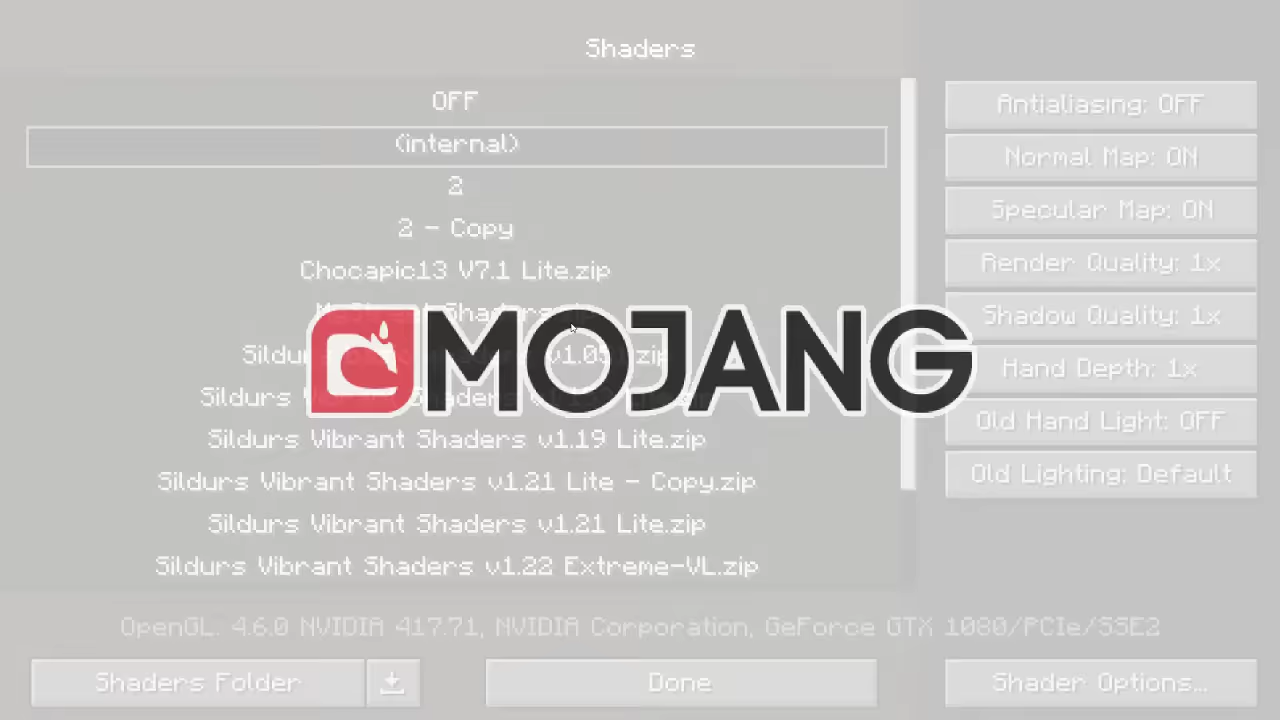 Shaders
OFF
(internal)
2
2 - Copy
Chocapic13 V7.1 Lite.zip
Shaders
MOJANG
Sildurs Vibrant Shaders v1.19 Lite.zip
Sildurs Vibrant Shaders v1.21 Lite - Copy.zip
Sildurs Vibrant Shaders v1.21 Lite.zip
Sildurs Vibrant Shaders v1.22 Extreme-VL.zip
Antialiasing: OFF
Normal Map: ON
Specular Map: ON
Render Quality: 1x
Shadow Quality: 1x
Hand Depth: 1x
Old Hand Light: OFF
Old Lighting: Default
OpenGL: 4.6.0 NVIDIA 417.71, NVIDIA Corporation, GeForce GTX 1080/PCIe/SSE2
Shaders Folder
Done
Shader Options...